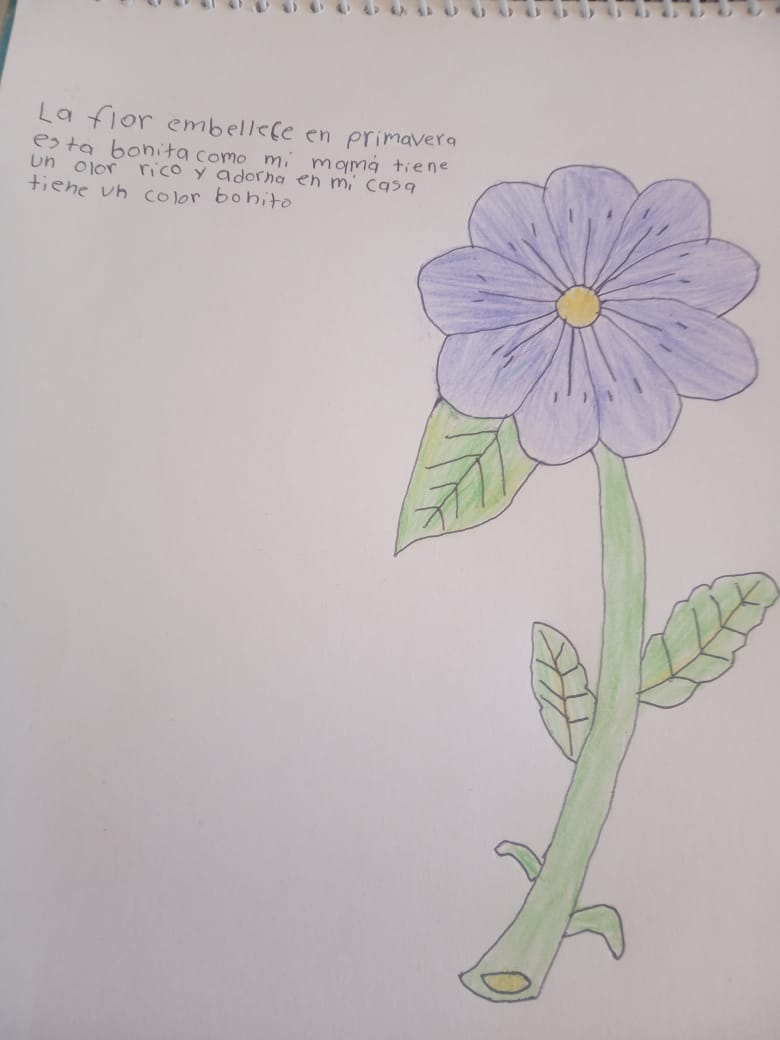 La flor embellece en primavera
esta bonita como mi mamá tiene
un olor rico y adorna en mi casa
tiene un color bonito